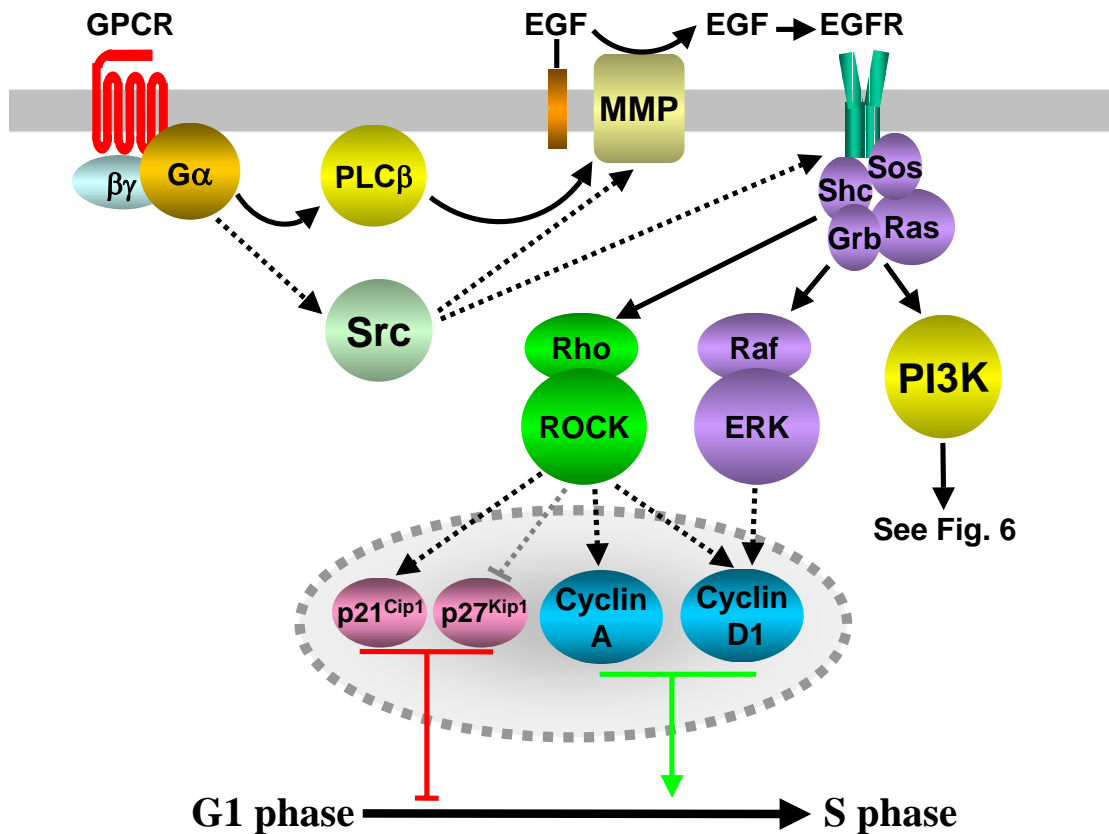 GPCR
EGF
EGF
EGFR
MMP
βγ
Gα
PLCβ
Sos
Shc
Grb
Ras
Src
Rho
Raf
PI3K
ROCK
ERK
See Fig. 6
p21Cip1
p27Kip1
Cyclin
A
Cyclin
D1
G1 phase
S phase